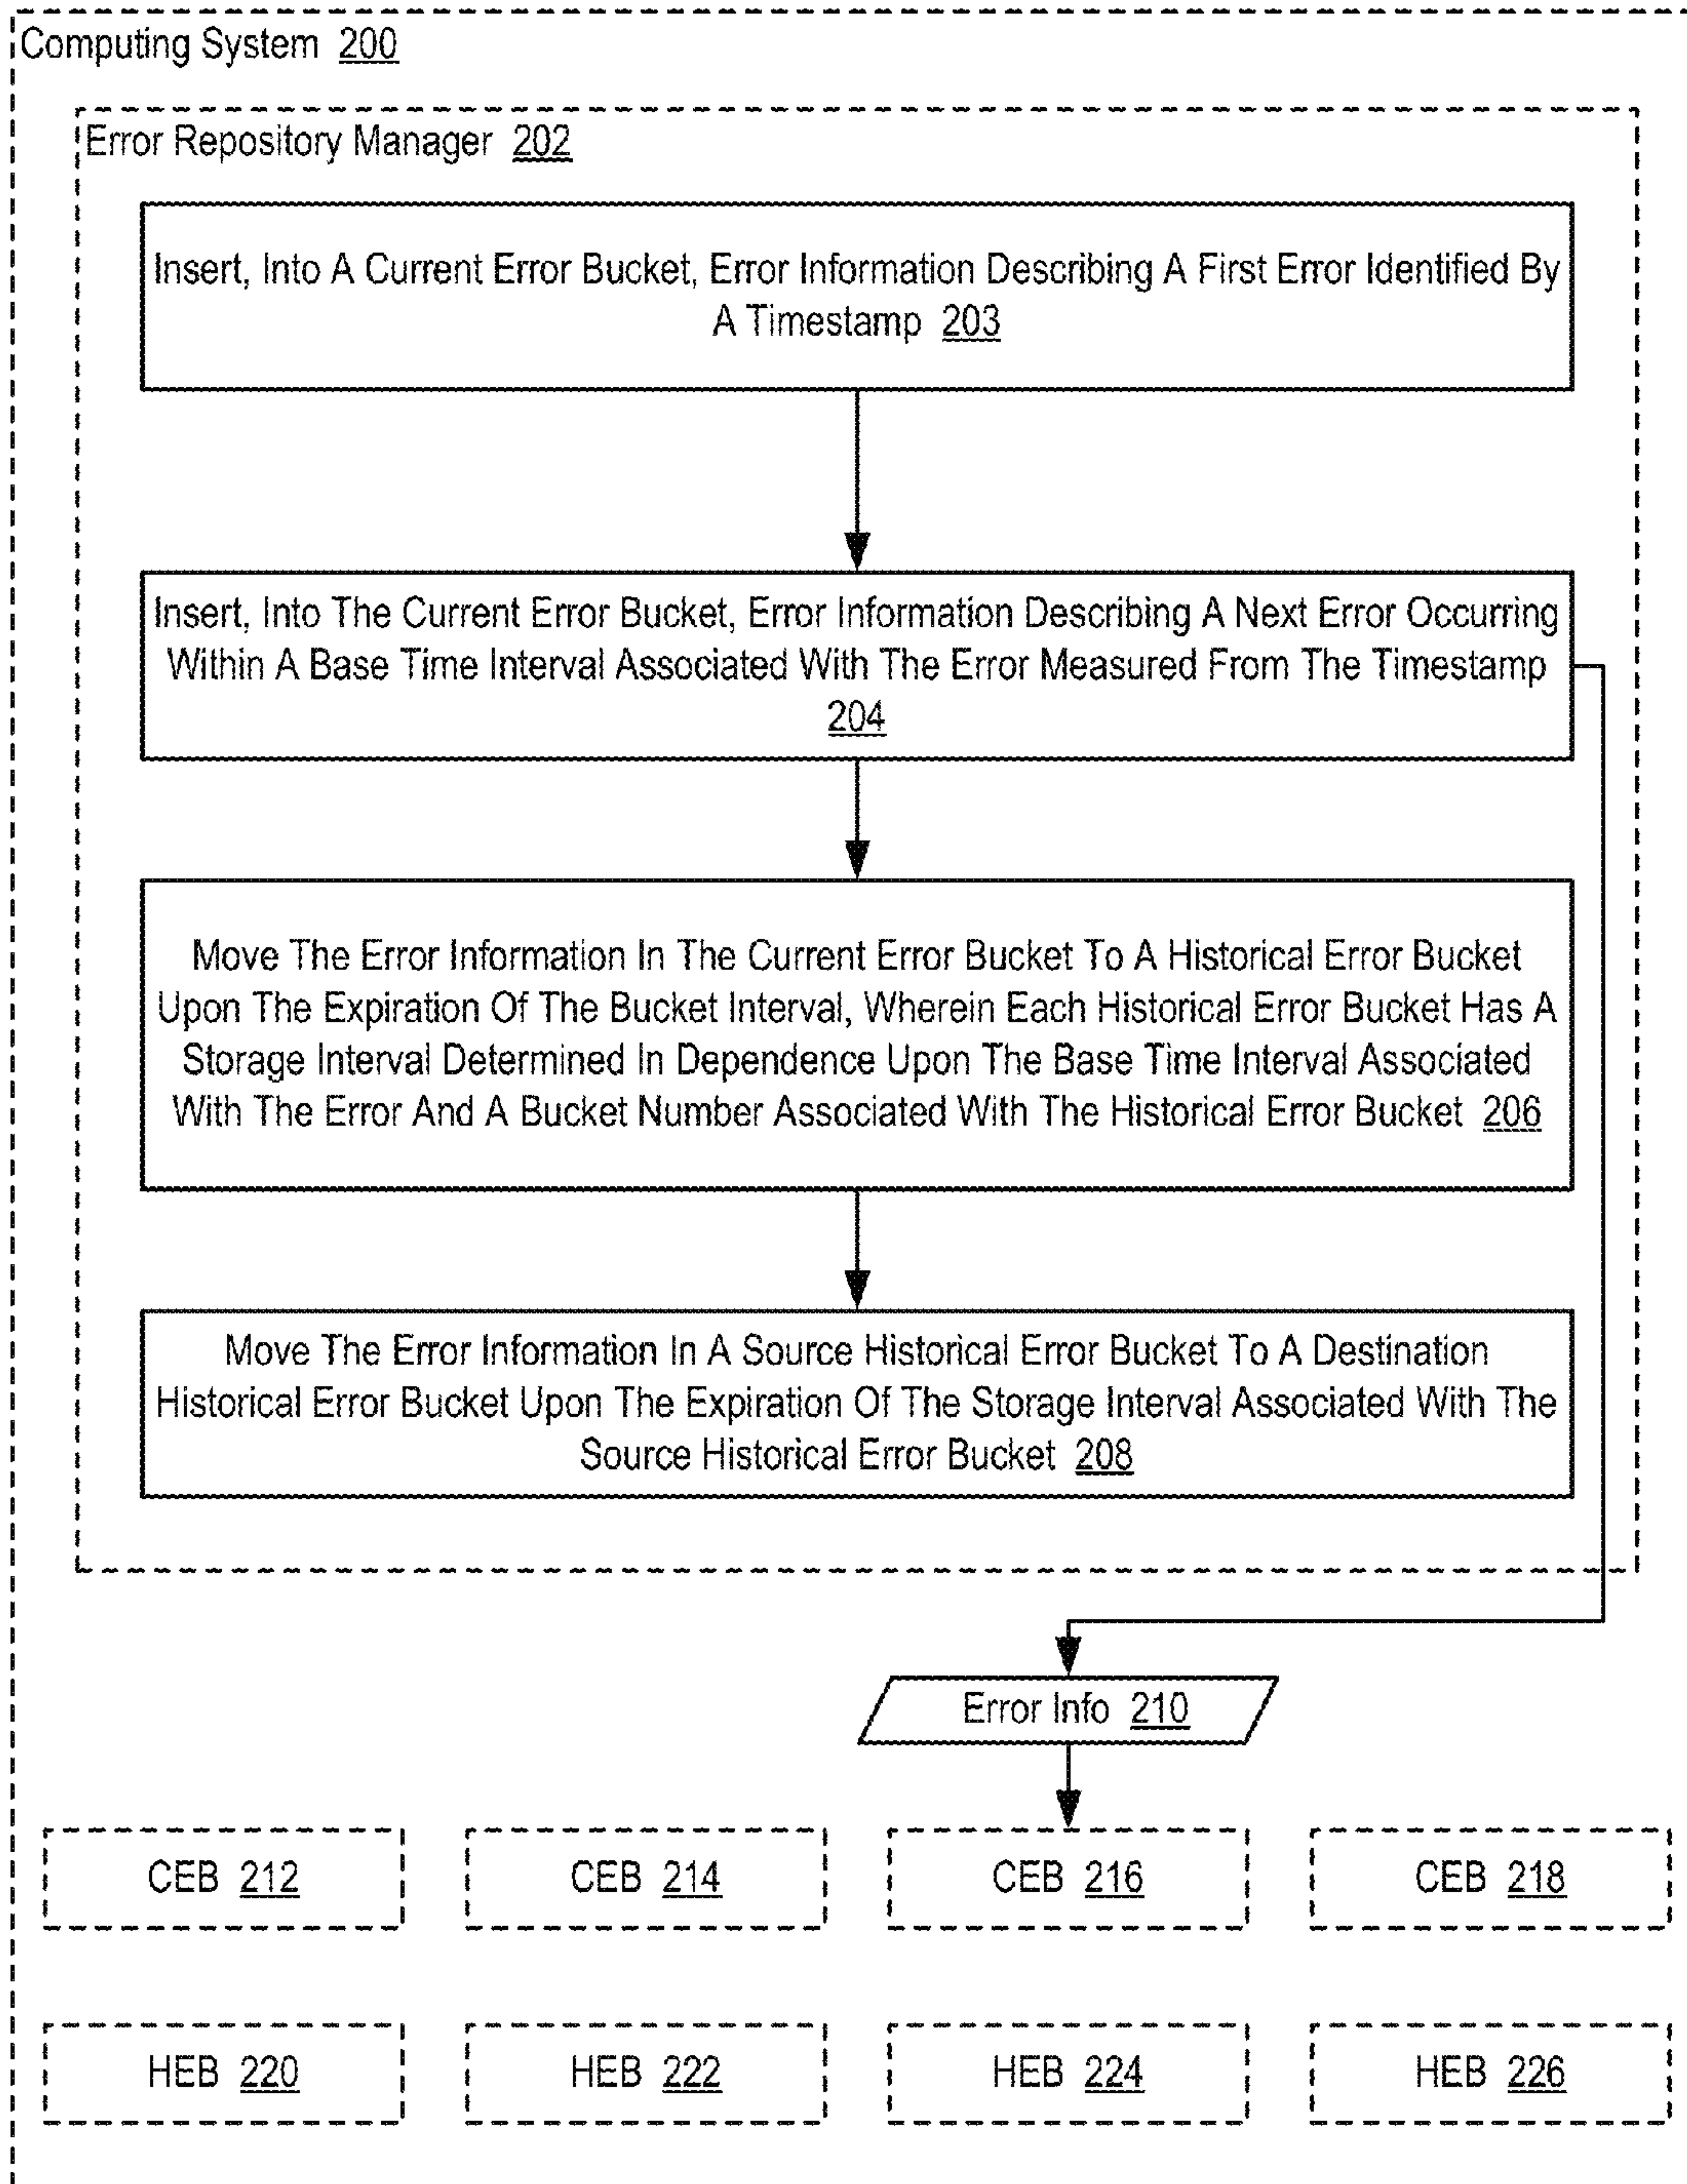 Computing System 200
Error Repository Manager 202
Insert, Into A Current Error Bucket, Error Information Describing A First Error Identified By
A Timestamp 203
Insert, Into The Current Error Bucket, Error Information Describing A Next Error Occurring
Within A Base Time Interval Associated With The Error Measured From The Timestamp
204
Move The Error Information In The Current Error Bucket To A Historical Error Bucket
Upon The Expiration Of The Bucket Interval, Wherein Each Historical Error Bucket Has A
Storage Interval Determined In Dependence Upon The Base Time Interval Associated
With The Error And A Bucket Number Associated With The Historical Error Bucket 206
Move The Error Information In A Source Historical Error Bucket To A Destination
Historical Error Bucket Upon The Expiration Of The Storage Interval Associated With The
Source Historical Error Bucket 208
Error Info 210
CEB 212 CEB 214 CEB 216 CEB 218
HEB 220 HEB 222 HEB 224 HEB 226